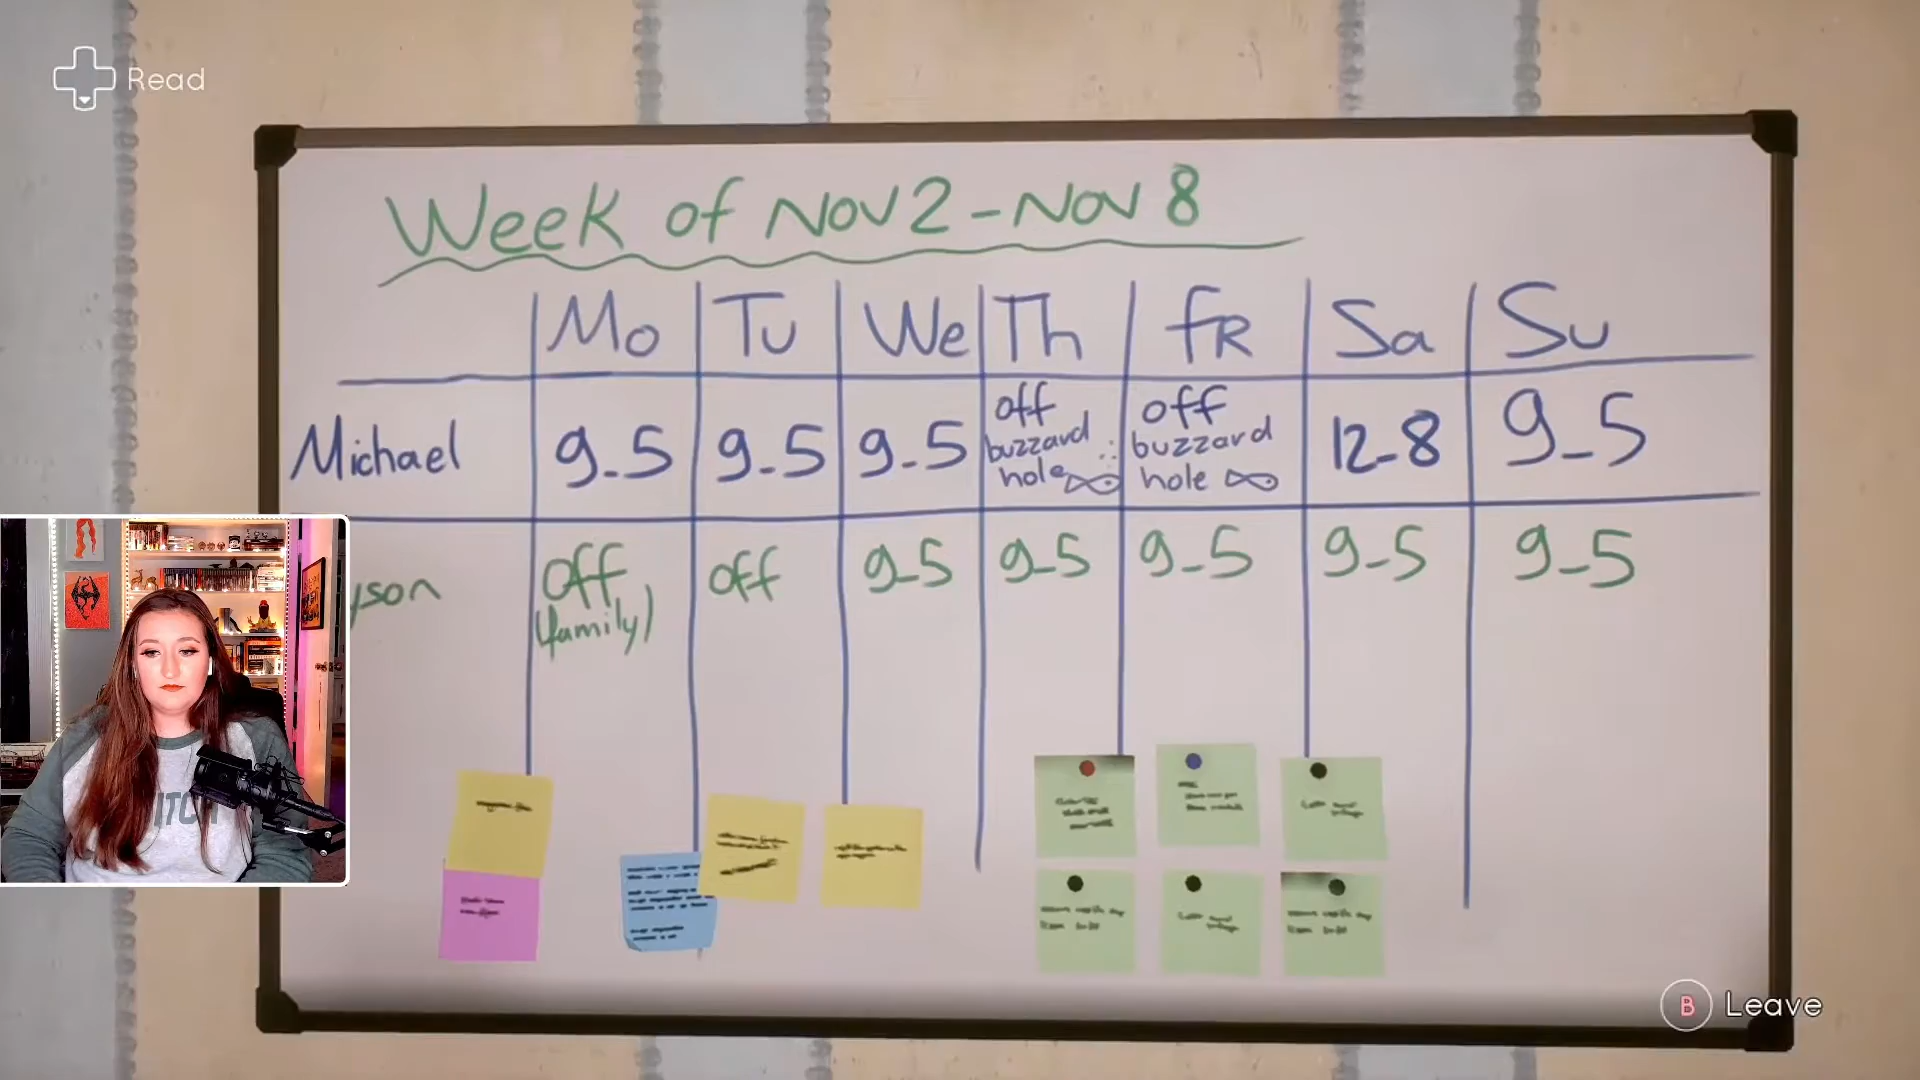 Read
Week of Nov 2 - Nov 8
Mo Tu We Th FR Sa Su
Michael 9-5 9-5 9-5 off buzzard hole off buzzard hole 12-8 9-5
yson off (family) off 9-5 9-5 9-5 9-5 9-5
B Leave